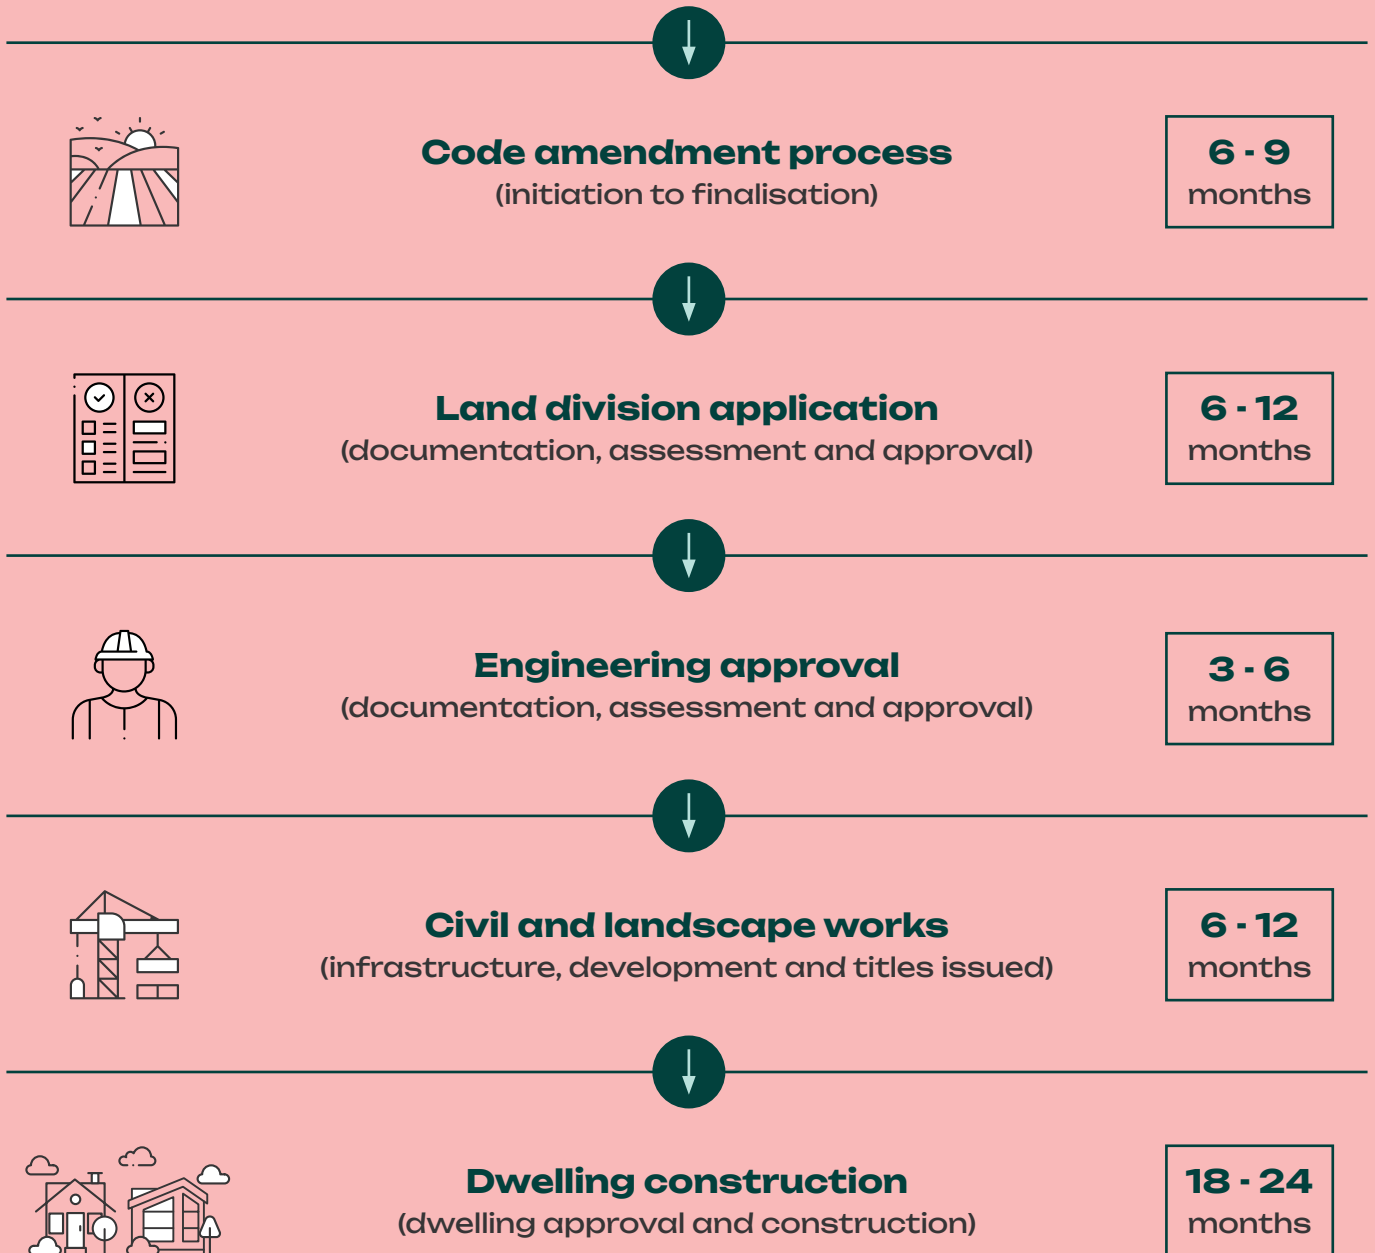 Code amendment process
(initiation to finalisation)
6 - 9
months
Land division application
(documentation, assessment and approval)
6 - 12
months
Engineering approval
(documentation, assessment and approval)
3 - 6
months
Civil and landscape works
(infrastructure, development and titles issued)
6 - 12
months
Dwelling construction
(dwelling approval and construction)
18 - 24
months